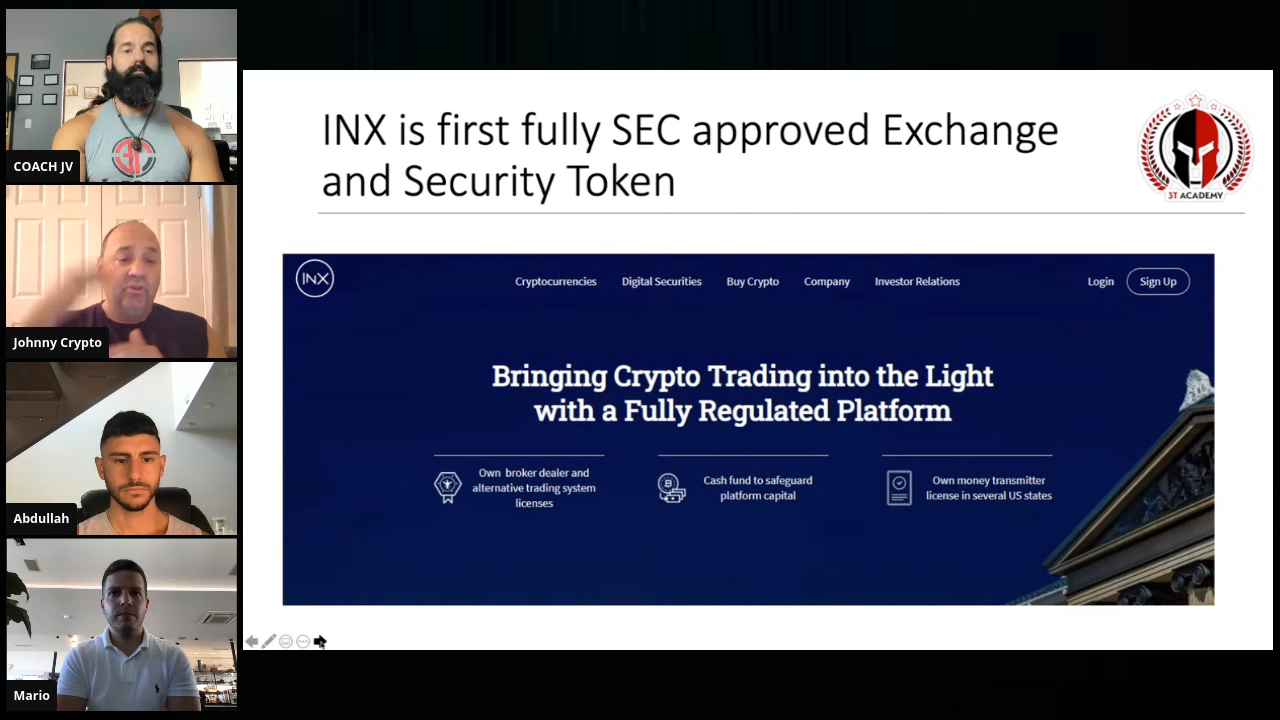 COACH JV
Johnny Crypto
Abdullah
Mario
INX is first fully SEC approved Exchange
and Security Token
3T ACADEMY
INX
Cryptocurrencies
Digital Securities
Buy Crypto
Company
Investor Relations
Login
Sign Up
Bringing Crypto Trading into the Light
with a Fully Regulated Platform
Own broker dealer and
alternative trading system
licenses
Cash fund to safeguard
platform capital
Own money transmitter
license in several US states